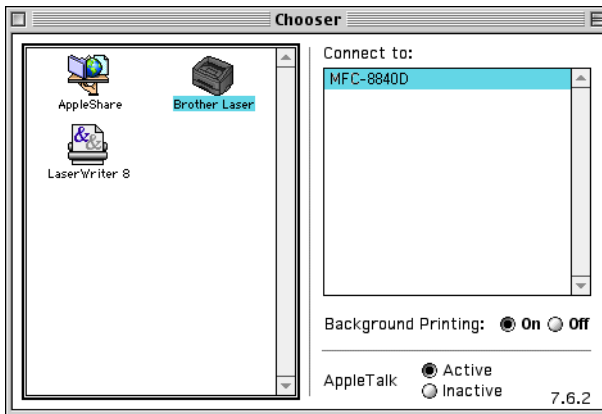 Chooser
AppleShare
Brother Laser
LaserWriter 8
Connect to:
MFC-8840D
Background Printing: On Off
AppleTalk Active
Inactive
7.6.2